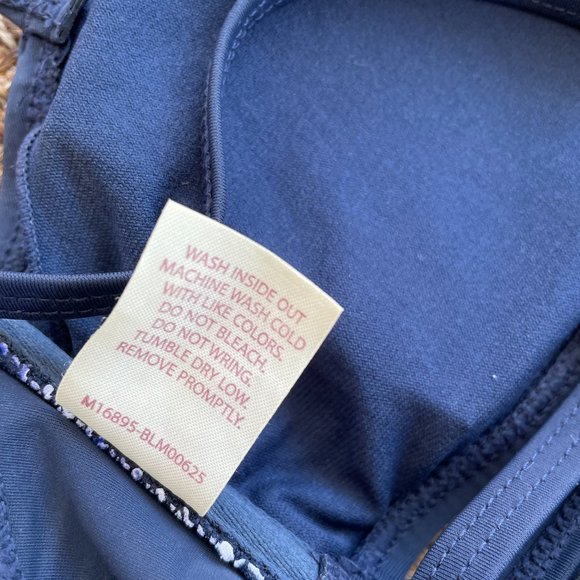 WASH INSIDE OUT
MACHINE WASH COLD
WITH LIKE COLORS.
DO NOT BLEACH.
DO NOT WRING.
TUMBLE DRY LOW.
REMOVE PROMPTLY.
M16895-BLM00625